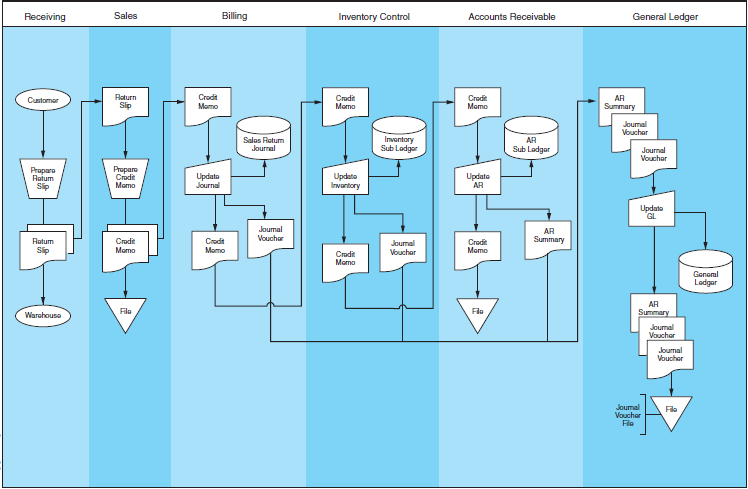 Receiving
Sales
Billing
Inventory Control
Accounts Receivable
General Ledger
Customer
Prepare
Return
Slip
Return
Slip
Warehouse
Return
Slip
Prepare
Credit
Memo
Credit
Memo
File
Credit
Memo
Sales Return
Journal
Update
Journal
Credit
Memo
Journal
Voucher
Credit
Memo
Inventory
Sub Ledger
Update
Inventory
Credit
Memo
Journal
Voucher
Credit
Memo
AR
Sub Ledger
Update
AR
Credit
Memo
AR
Summary
File
AR
Summary
Journal
Voucher
Journal
Voucher
Update
GL
General
Ledger
AR
Summary
Journal
Voucher
Journal
Voucher
Journal
Voucher
File
File